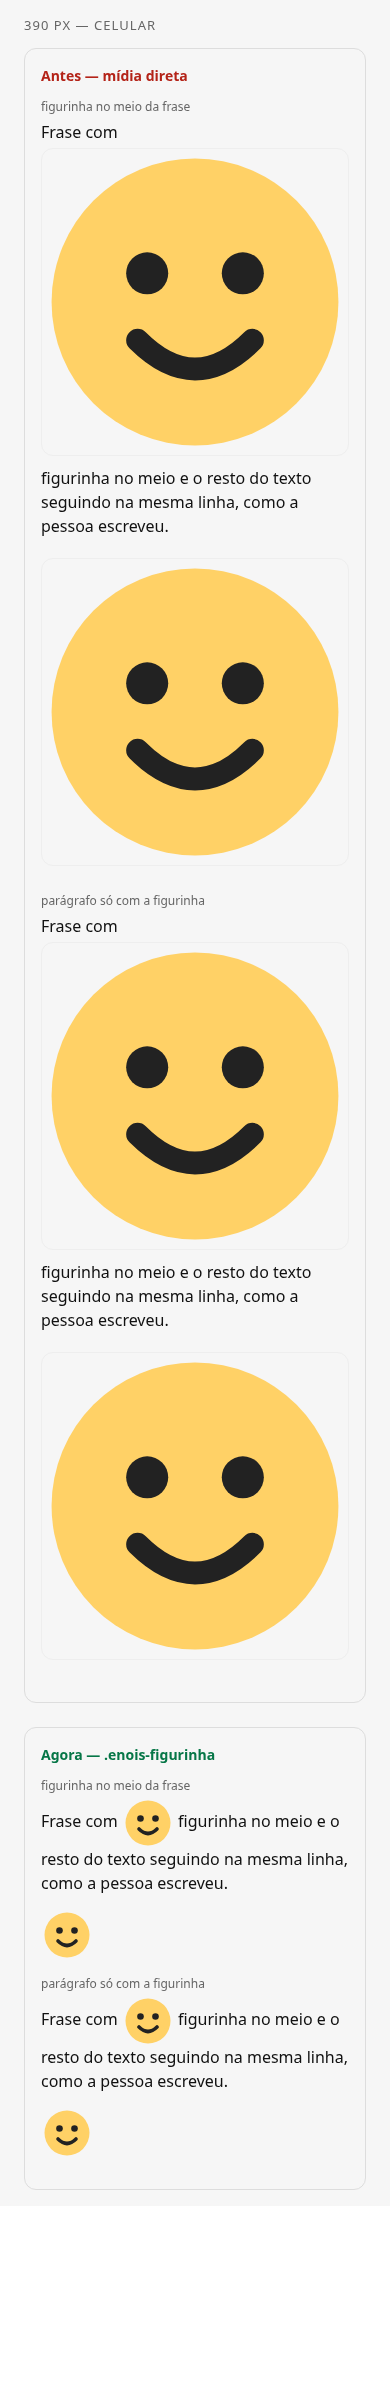 390 PX — CELULAR
Antes — mídia direta
figurinha no meio da frase
Frase com
figurinha no meio e o resto do texto
seguindo na mesma linha, como a
pessoa escreveu.
parágrafo só com a figurinha
Frase com
figurinha no meio e o resto do texto
seguindo na mesma linha, como a
pessoa escreveu.
Agora — .enois-figurinha
figurinha no meio da frase
Frase com figurinha no meio e o
resto do texto seguindo na mesma linha,
como a pessoa escreveu.
parágrafo só com a figurinha
Frase com figurinha no meio e o
resto do texto seguindo na mesma linha,
como a pessoa escreveu.